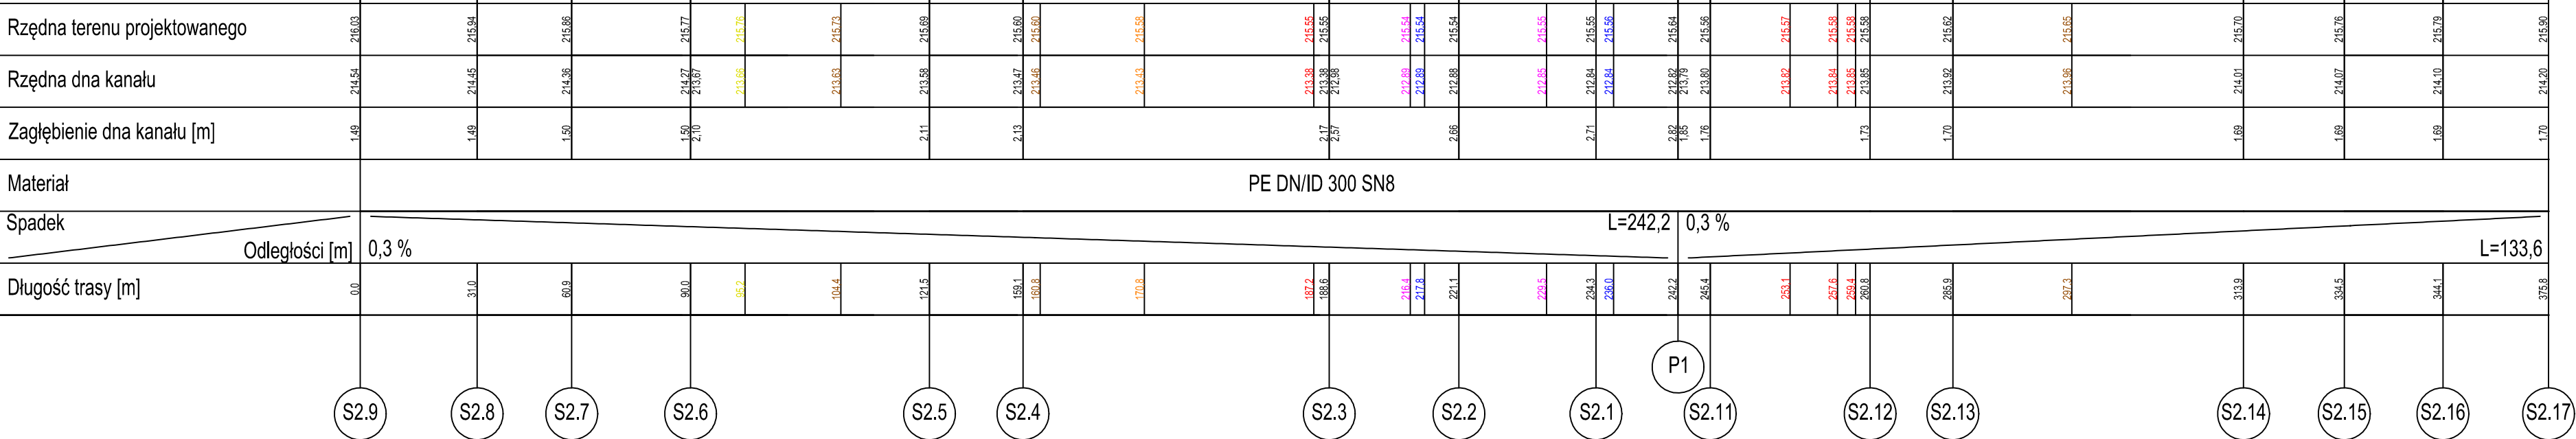 Rzędna terenu projektowanego 216,03 215,94 215,86 215,77 215,76 215,73 215,69 215,60 215,60 215,58 215,55 215,55 215,54 215,54 215,54 215,55 215,55 215,56 215,64 215,56 215,57 215,58 215,58 215,58 215,62 215,65 215,70 215,76 215,79 215,90
Rzędna dna kanału 214,54 214,45 214,36 214,27 213,67 213,66 213,63 213,58 213,47 213,46 213,43 213,38 213,38 212,98 212,89 212,89 212,88 212,85 212,84 212,84 212,82 213,79 213,80 213,82 213,84 213,85 213,85 213,92 213,96 214,01 214,07 214,10 214,20
Zagłębienie dna kanału [m] 1,49 1,49 1,50 1,50 2,10 2,11 2,13 2,17 2,57 2,66 2,71 2,82 1,85 1,76 1,73 1,70 1,69 1,69 1,69 1,70
Materiał PE DN/ID 300 SN8
Spadek L=242,2 0,3 %
Odległości [m] 0,3 % L=133,6
Długość trasy [m] 0,0 31,0 60,9 90,0 95,2 104,4 121,5 159,1 160,8 170,8 187,2 188,6 216,4 217,8 221,1 229,5 234,3 236,0 242,2 245,4 253,1 257,6 259,4 260,8 285,9 297,3 313,9 334,5 344,1 375,8
P1
S2.9 S2.8 S2.7 S2.6 S2.5 S2.4 S2.3 S2.2 S2.1 S2.11 S2.12 S2.13 S2.14 S2.15 S2.16 S2.17